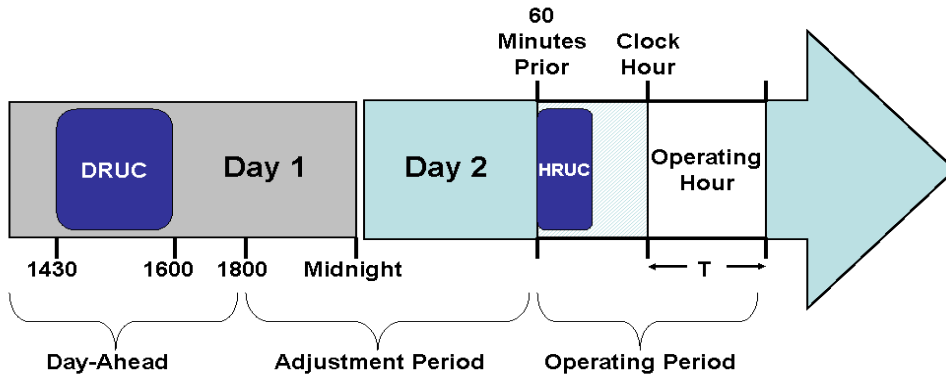 60
Minutes
Prior
Clock
Hour
DRUC
Day 1
Day 2
HRUC
Operating
Hour
1430
1600
1800
Midnight
T
Day-Ahead
Adjustment Period
Operating Period